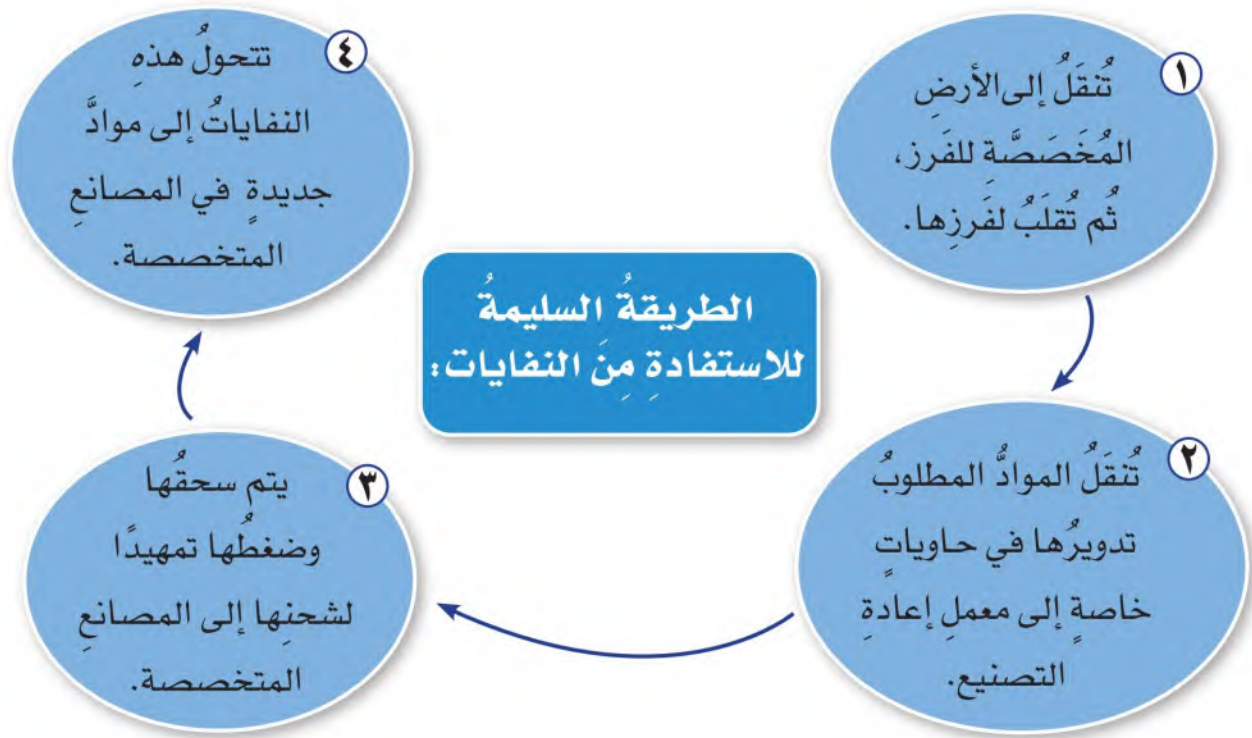 الطريقةُ السليمةُ
للاستفادةِ مِنَ النفايات:
١
تُنقَلُ إلى الأرضِ
المُخَصَصَّةِ للفَرز،
ثُم تُقلَبُ لفَرزِها.
٢
تُنقَلُ الموادُّ المطلوبُ
تدويرُها في حاوياتٍ
خاصةٍ إلى معملِ إعادةِ
التصنيع.
٣
يتم سحقُها
وضغطُها تمهيدًا
لشحنِها إلى المصانعِ
المتخصصة.
٤
تتحولُ هذهِ
النفاياتُ إلى موادَّ
جديدةٍ في المصانعِ
المتخصصة.